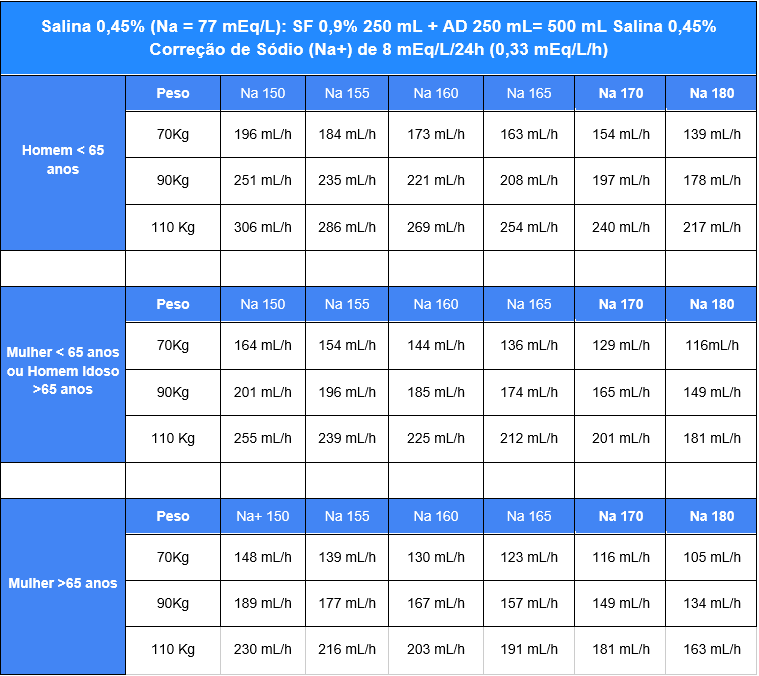 Salina 0,45% (Na = 77 mEq/L): SF 0,9% 250 mL + AD 250 mL= 500 mL Salina 0,45%
Correção de Sódio (Na+) de 8 mEq/L/24h (0,33 mEq/L/h)
Homem < 65
anos
Peso Na 150 Na 155 Na 160 Na 165 Na 170 Na 180
70Kg 196 mL/h 184 mL/h 173 mL/h 163 mL/h 154 mL/h 139 mL/h
90Kg 251 mL/h 235 mL/h 221 mL/h 208 mL/h 197 mL/h 178 mL/h
110 Kg 306 mL/h 286 mL/h 269 mL/h 254 mL/h 240 mL/h 217 mL/h
Mulher < 65 anos
ou Homem Idoso
>65 anos
Peso Na 150 Na 155 Na 160 Na 165 Na 170 Na 180
70Kg 164 mL/h 154 mL/h 144 mL/h 136 mL/h 129 mL/h 116mL/h
90Kg 201 mL/h 196 mL/h 185 mL/h 174 mL/h 165 mL/h 149 mL/h
110 Kg 255 mL/h 239 mL/h 225 mL/h 212 mL/h 201 mL/h 181 mL/h
Mulher >65 anos
Peso Na+ 150 Na 155 Na 160 Na 165 Na 170 Na 180
70Kg 148 mL/h 139 mL/h 130 mL/h 123 mL/h 116 mL/h 105 mL/h
90Kg 189 mL/h 177 mL/h 167 mL/h 157 mL/h 149 mL/h 134 mL/h
110 Kg 230 mL/h 216 mL/h 203 mL/h 191 mL/h 181 mL/h 163 mL/h